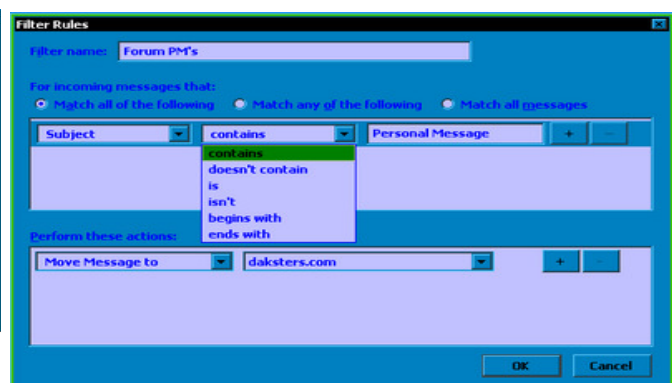 Filter Rules
Filter name: Forum PM's
For incoming messages that:
Match all of the following Match any of the following Match all messages
Subject contains Personal Message + -
contains
doesn't contain
is
isn't
begins with
ends with
Perform these actions:
Move Message to daksters.com + -
OK Cancel